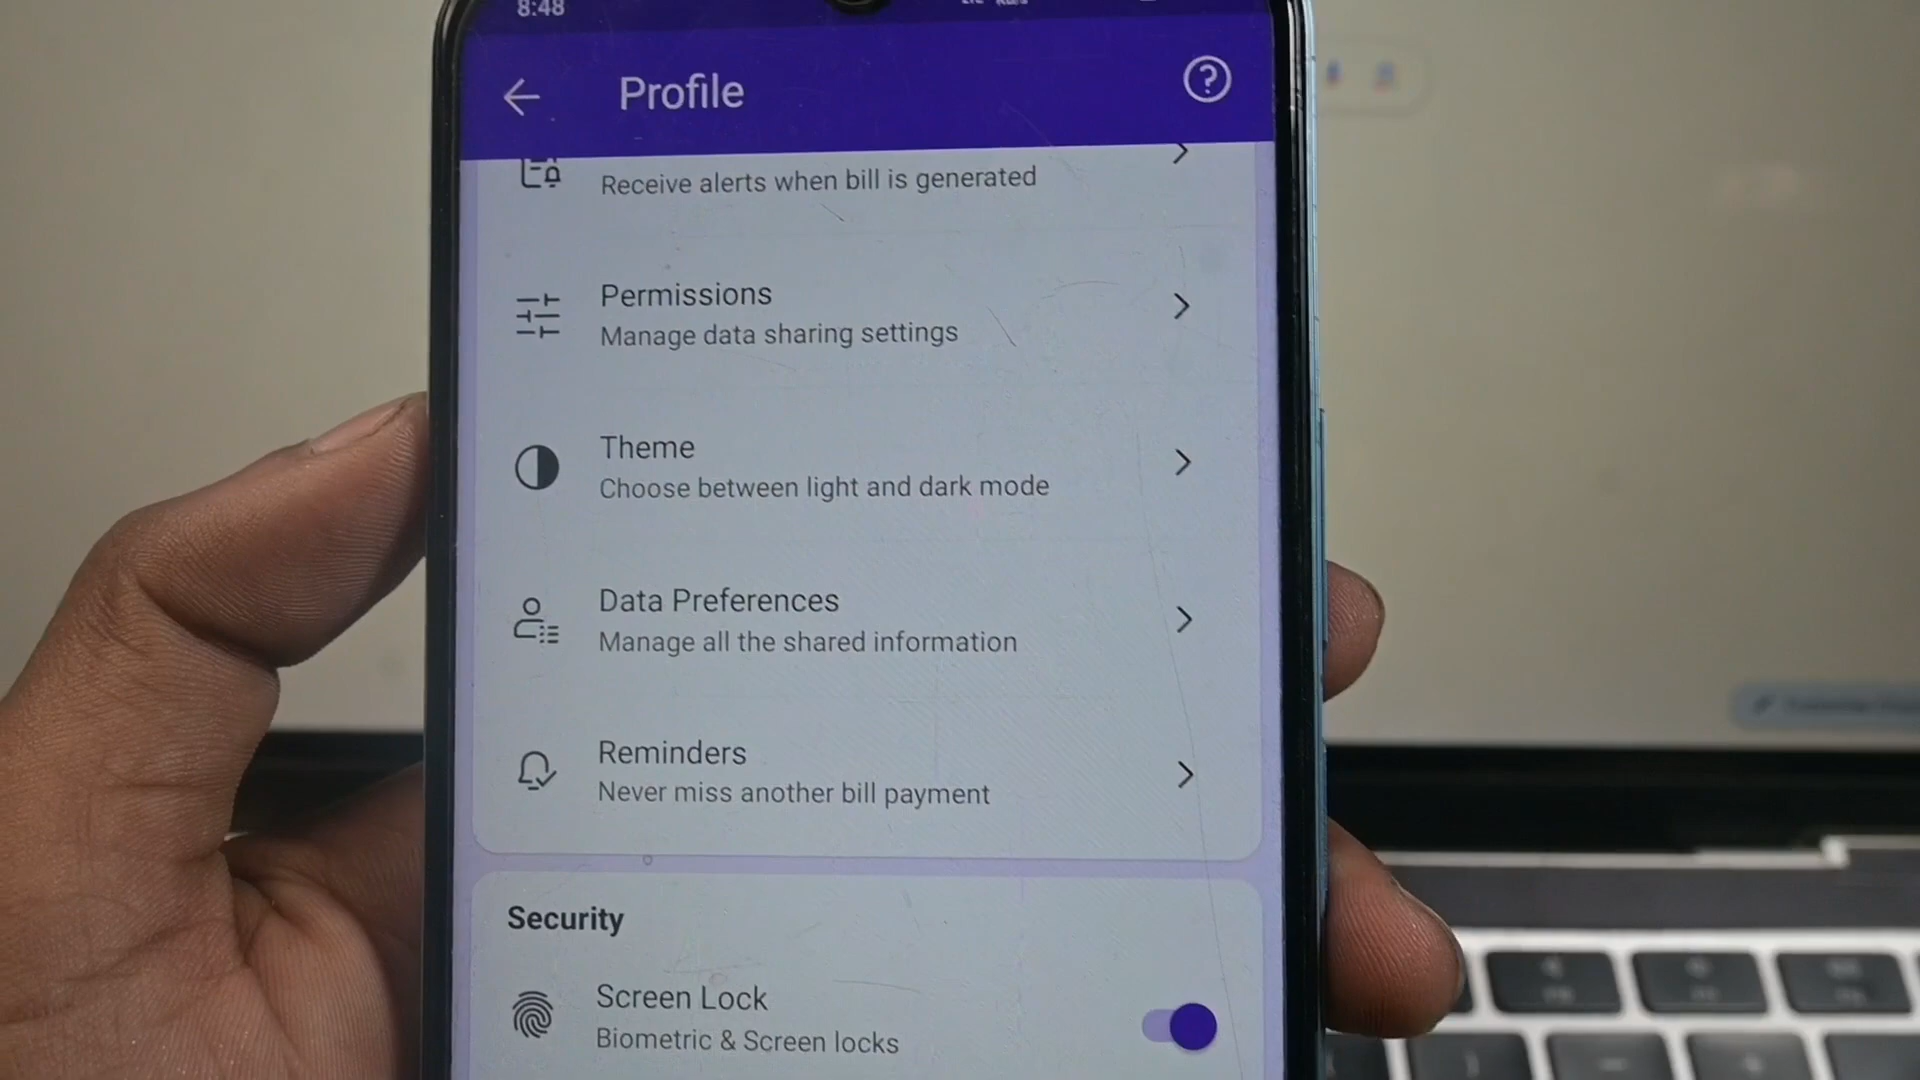 8:48
Profile
Receive alerts when bill is generated
Permissions
Manage data sharing settings
Theme
Choose between light and dark mode
Data Preferences
Manage all the shared information
Reminders
Never miss another bill payment
Security
Screen Lock
Biometric & Screen locks